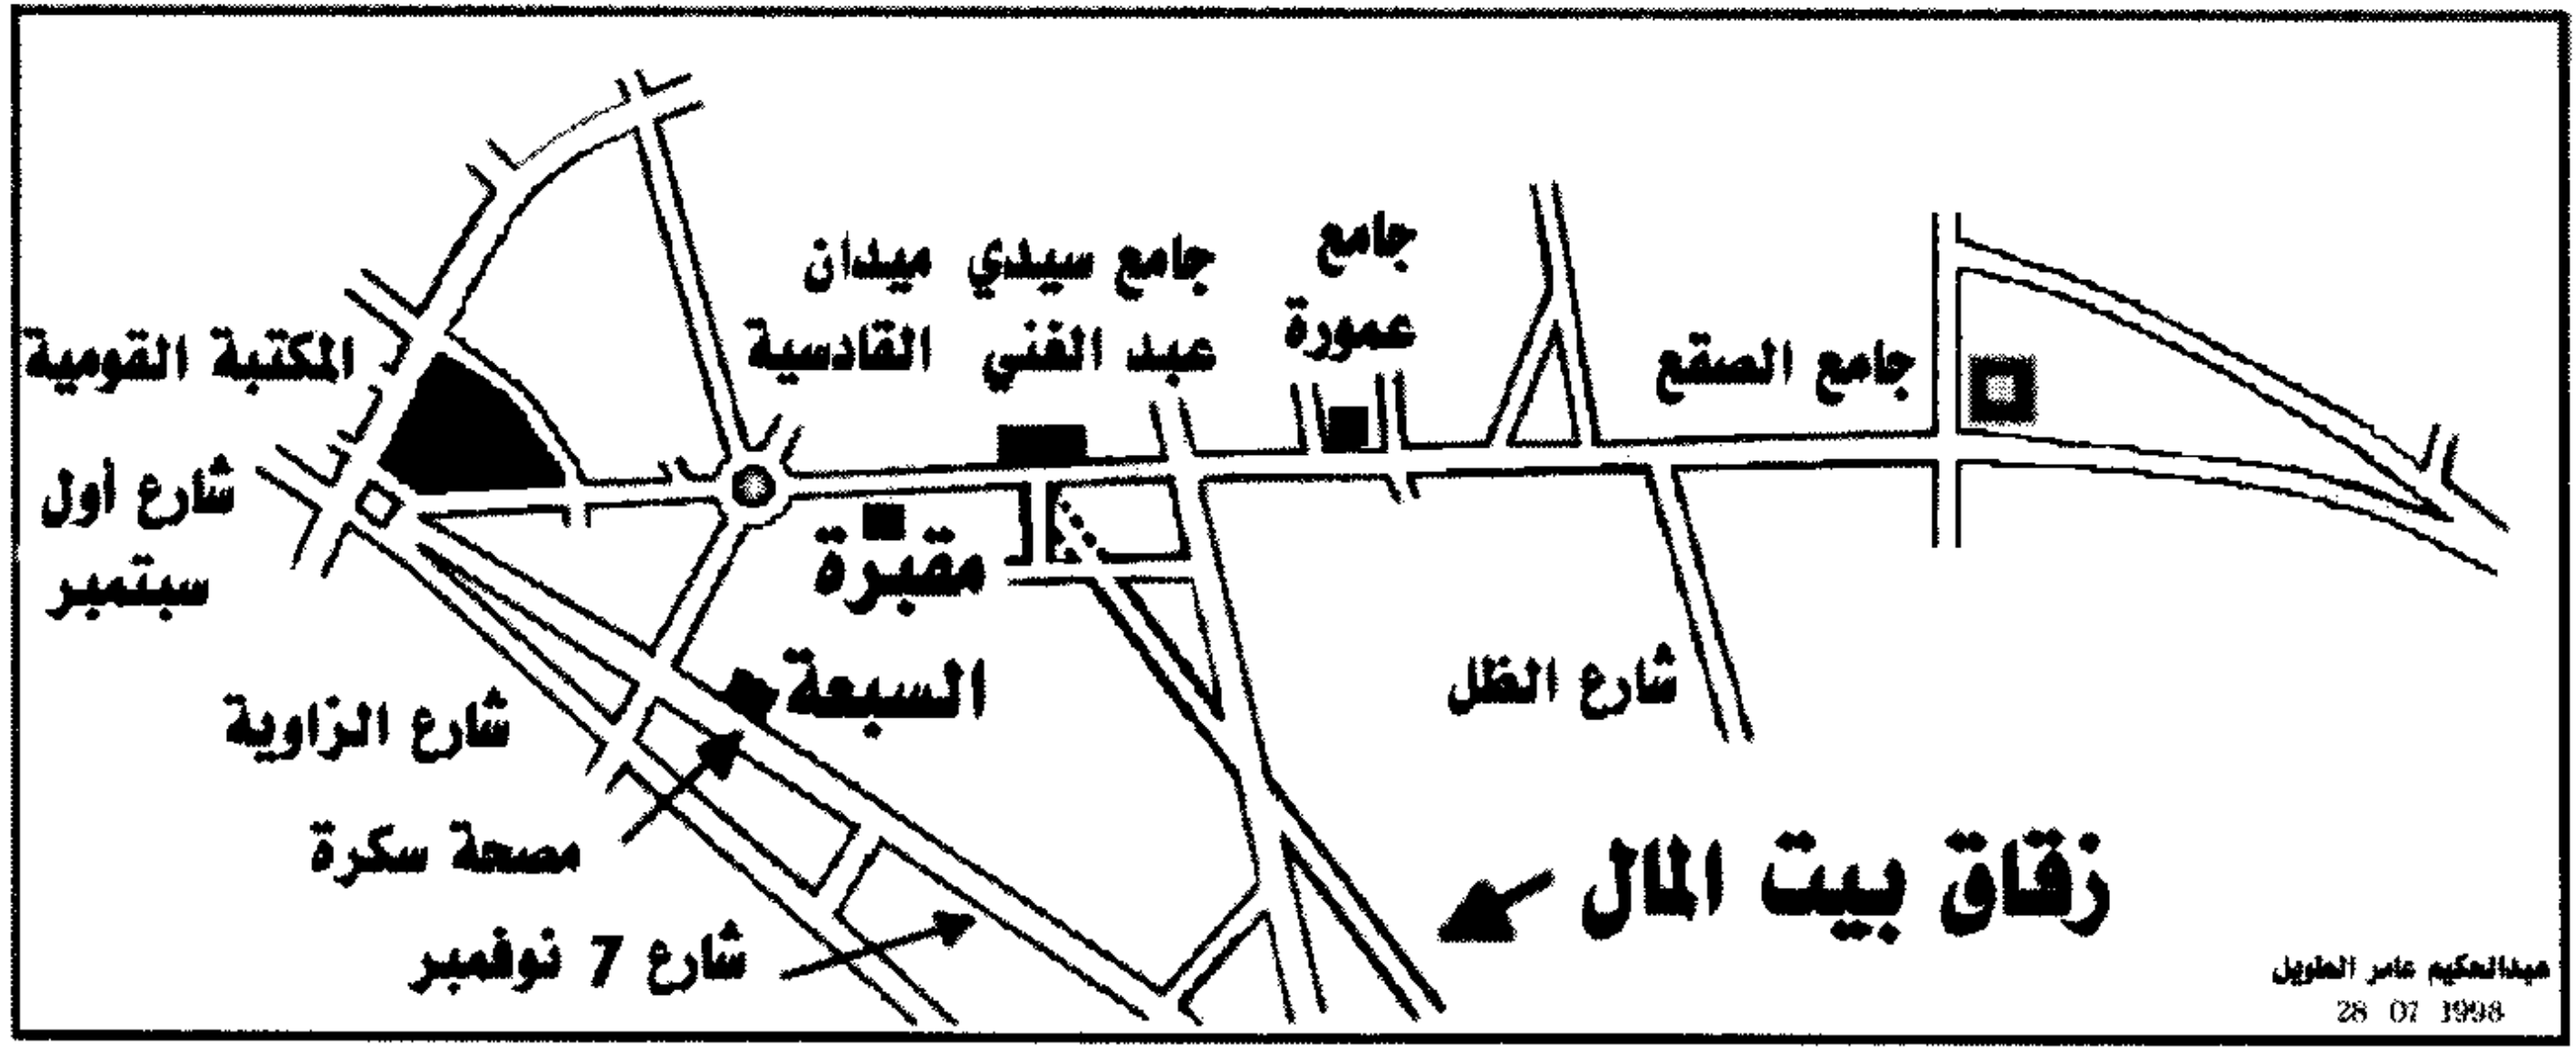 جامع
عمورة
جامع سيدي
عبد الغني
ميدان
القادسية
جامع الصقع
المكتبة القومية
شارع أول
سبتمبر
مقبرة
السبعة
شارع الظل
شارع الزاوية
مصحة سكرة
شارع 7 نوفمبر
زقاق بيت المال
عبدالحكيم عامر الطويل
28 07 1998